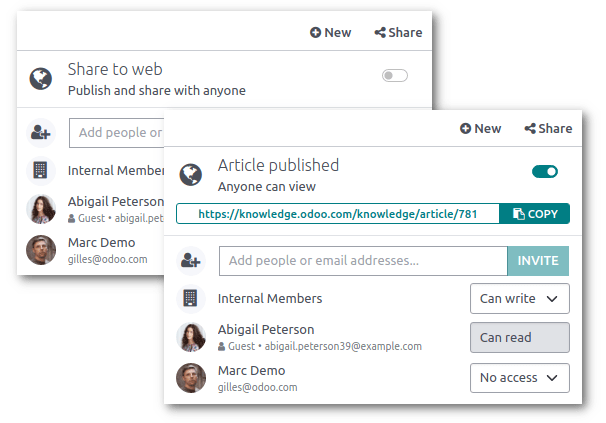 New Share
Share to web
Publish and share with anyone
Add people or
Internal Mem
Abigail Peterson
Guest • abigail.pet
Marc Demo
gilles@odoo.com
New Share
Article published
Anyone can view
https://knowledge.odoo.com/knowledge/article/781 COPY
Add people or email addresses... INVITE
Internal Members Can write
Abigail Peterson
Guest • abigail.peterson39@example.com Can read
Marc Demo
gilles@odoo.com No access